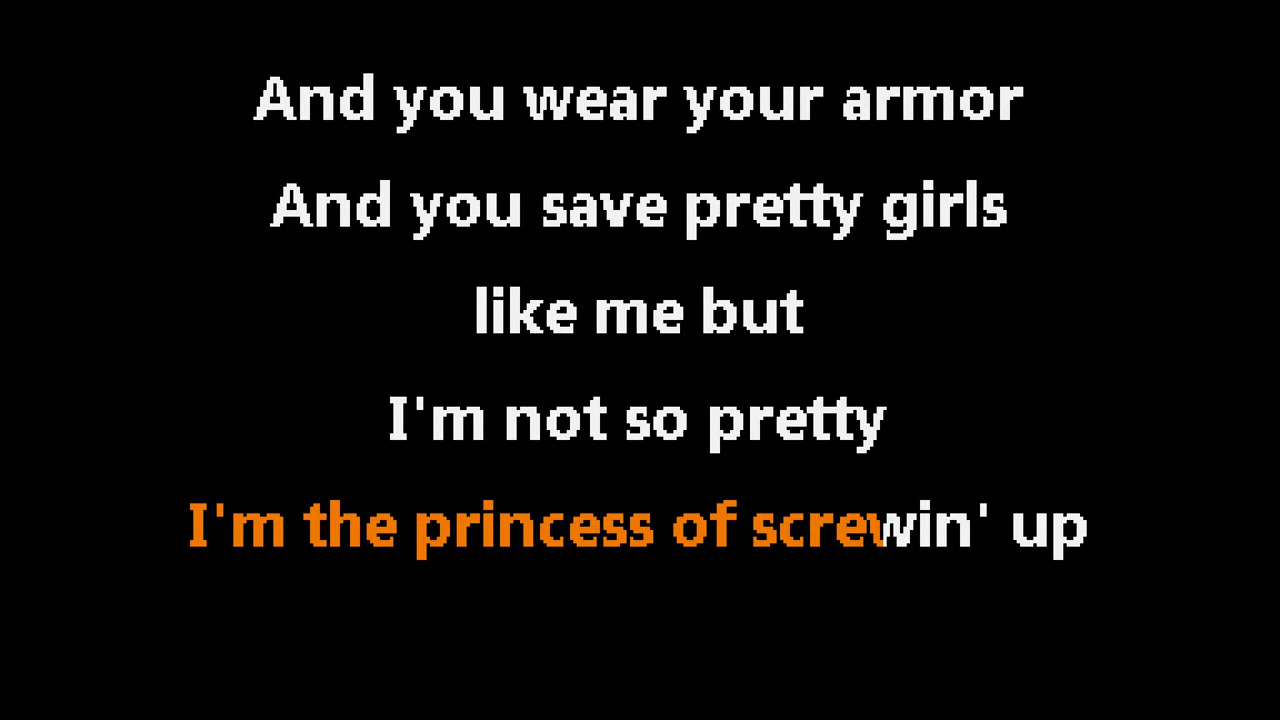 And you wear your armor
And you save pretty girls
like me but
I'm not so pretty
I'm the princess of screwin' up